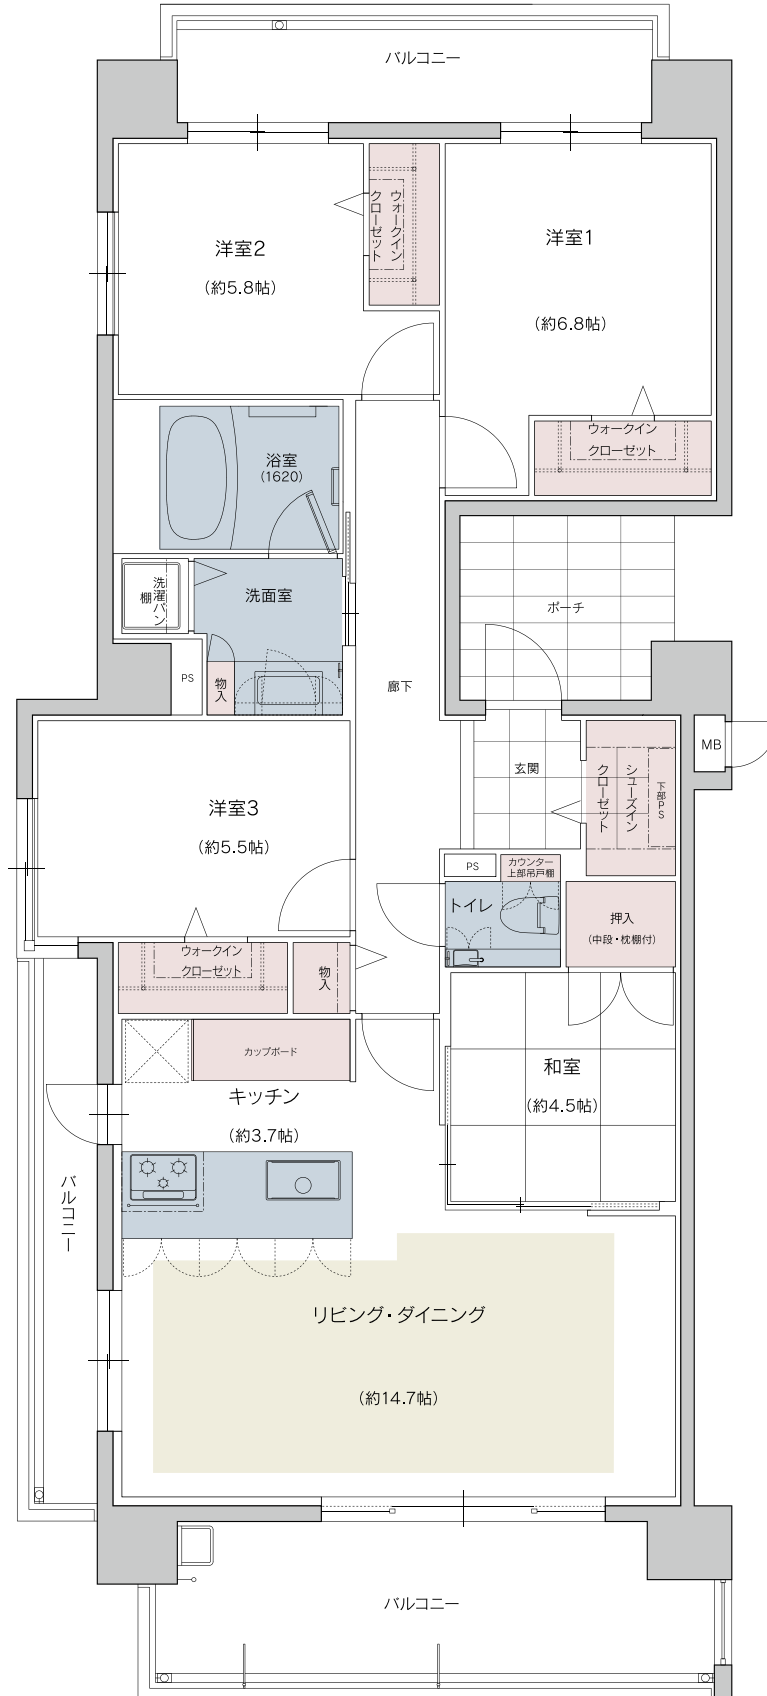 バルコニー
洋室2
(約5.8帖)
ウォークイン
クローゼット
洋室1
(約6.8帖)
ウォークイン
クローゼット
浴室
(1620)
洗濯パン
棚
洗面室
ポーチ
PS
物入
廊下
MB
玄関
シューズイン
クローゼット
下部PS
洋室3
(約5.5帖)
PS
カウンター
上部吊戸棚
トイレ
押入
(中段・枕棚付)
ウォークイン
クローゼット
物入
カップボード
和室
(約4.5帖)
キッチン
(約3.7帖)
バルコニー
リビング・ダイニング
(約14.7帖)
バルコニー